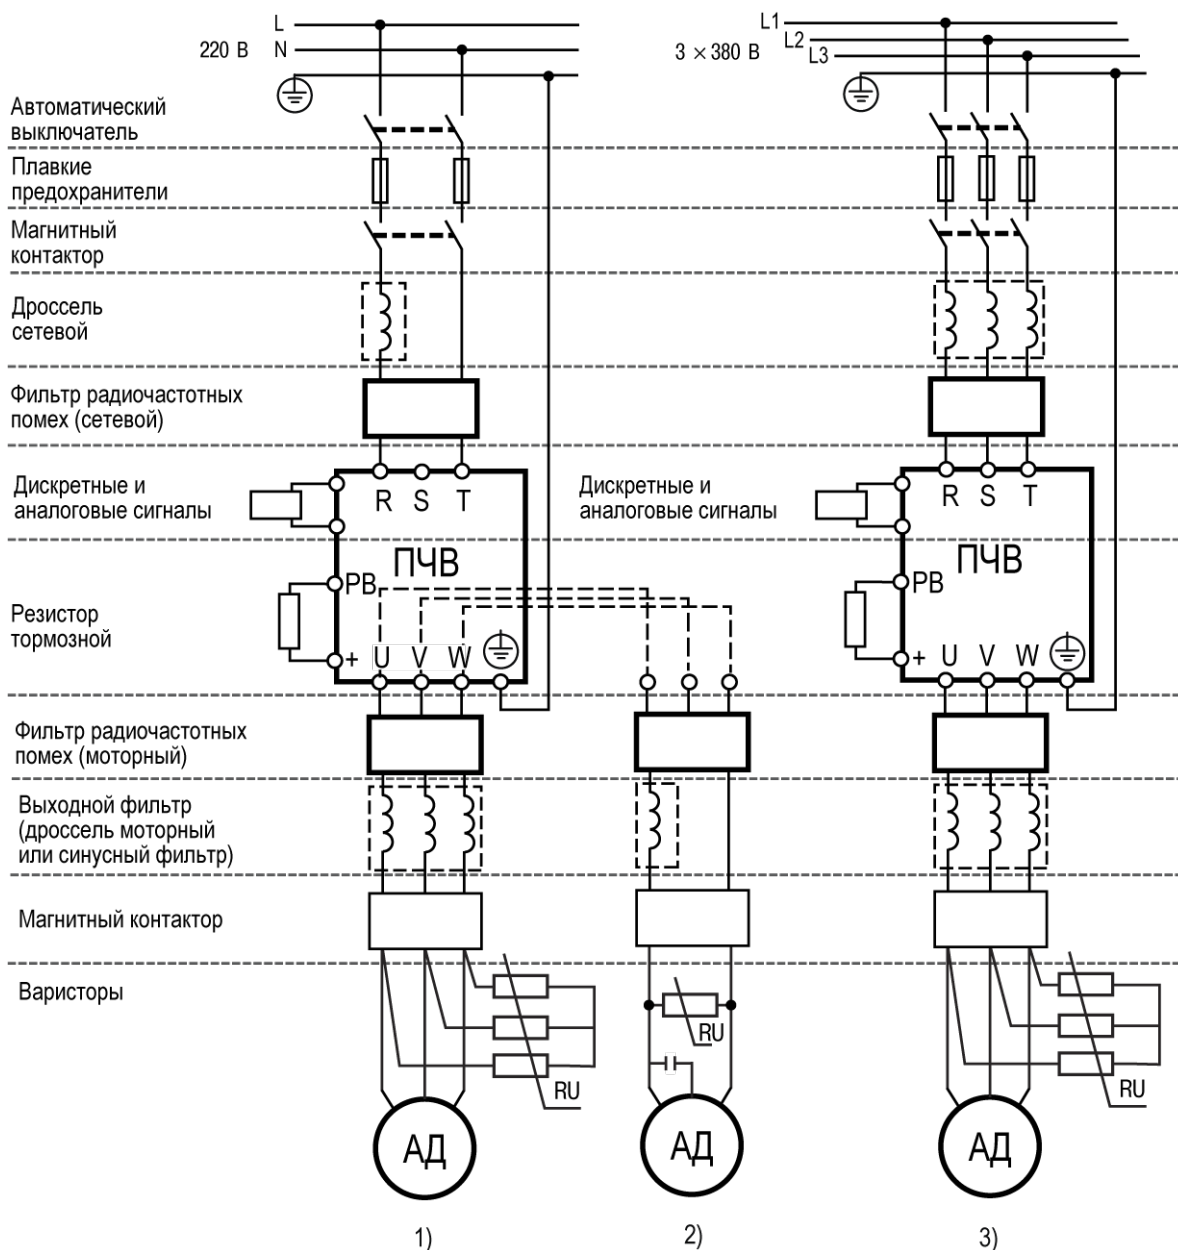 L
220 В
N
L1
L2
L3
3 × 380 В
Автоматический
выключатель
Плавкие
предохранители
Магнитный
контактор
Дроссель
сетевой
Фильтр радиочастотных
помех (сетевой)
Дискретные и
аналоговые сигналы
R S T
Дискретные и
аналоговые сигналы
R S T
ПЧВ
ПЧВ
PB
PB
Резистор
тормозной
+ U V W
+ U V W
Фильтр радиочастотных
помех (моторный)
Выходной фильтр
(дроссель моторный
или синусный фильтр)
Магнитный контактор
Варисторы
RU
RU
RU
АД
АД
АД
1)
2)
3)